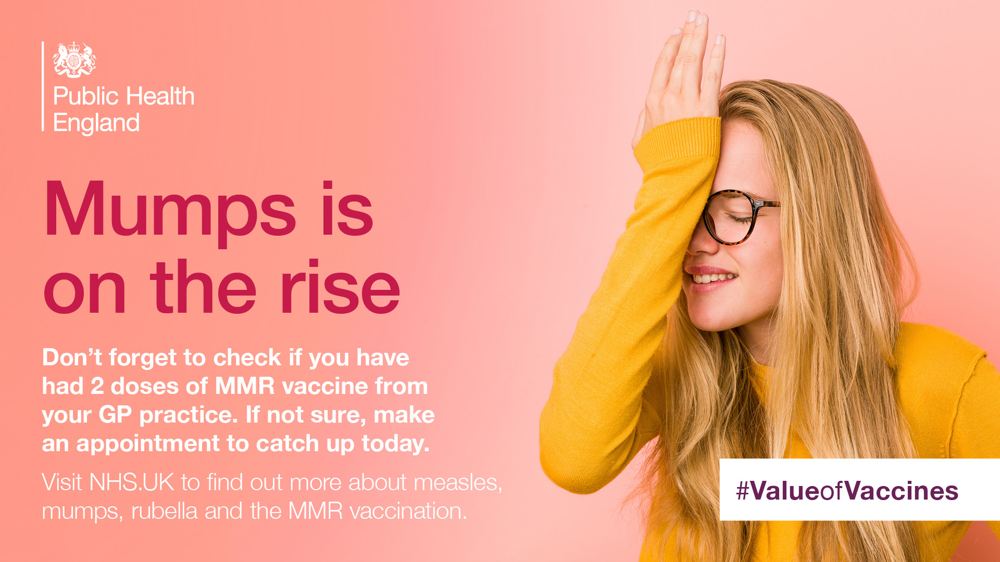 Public Health
England
Mumps is
on the rise
Don’t forget to check if you have
had 2 doses of MMR vaccine from
your GP practice. If not sure, make
an appointment to catch up today.
Visit NHS.UK to find out more about measles,
mumps, rubella and the MMR vaccination.
#ValueofVaccines